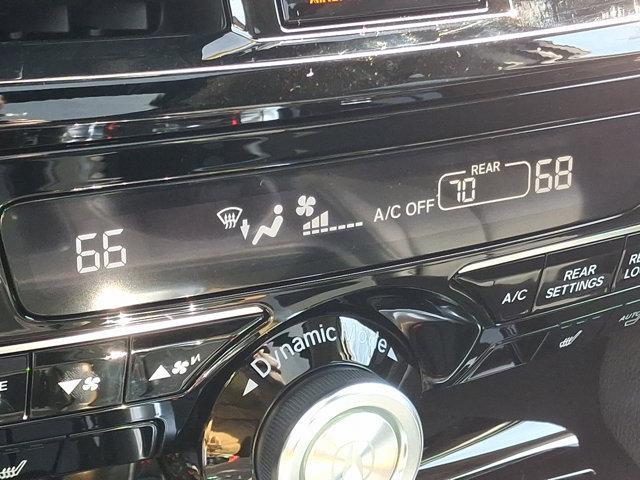 66
A/C OFF
REAR
70
68
A/C
REAR
SETTINGS
Dynamic Mode